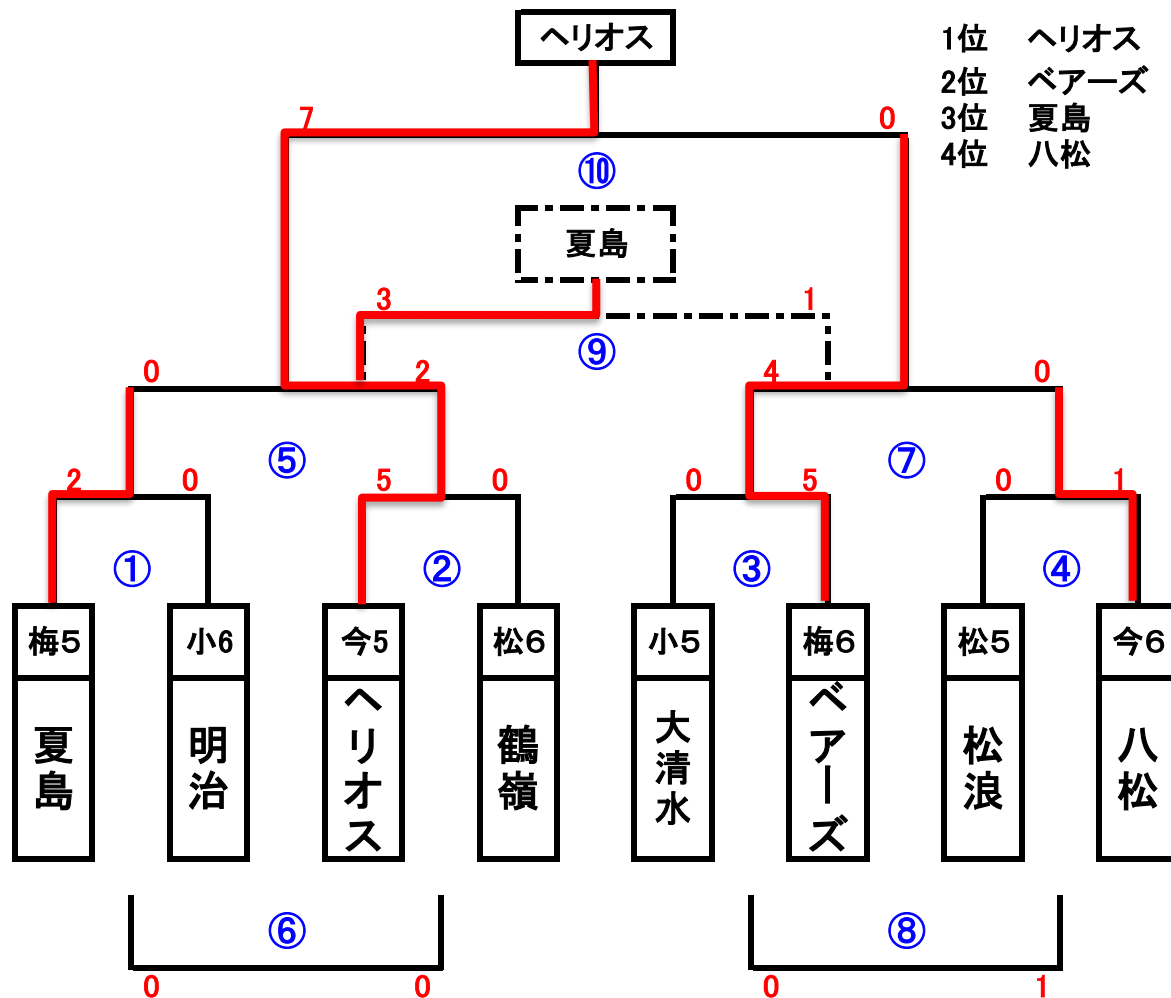 ヘリオス
1位 ヘリオス
2位 ベアーズ
3位 夏島
4位 八松
7 0
⑩
夏島
3 1
⑨
0 2 4 0
⑤ ⑦
2 0 5 0 0 5 0 1
① ② ③ ④
梅5 小6 今5 松6 小5 梅6 松5 今6
夏島 明治 ヘリオス 鶴嶺 大清水 ベアーズ 松浪 八松
⑥ ⑧
0 0 0 1